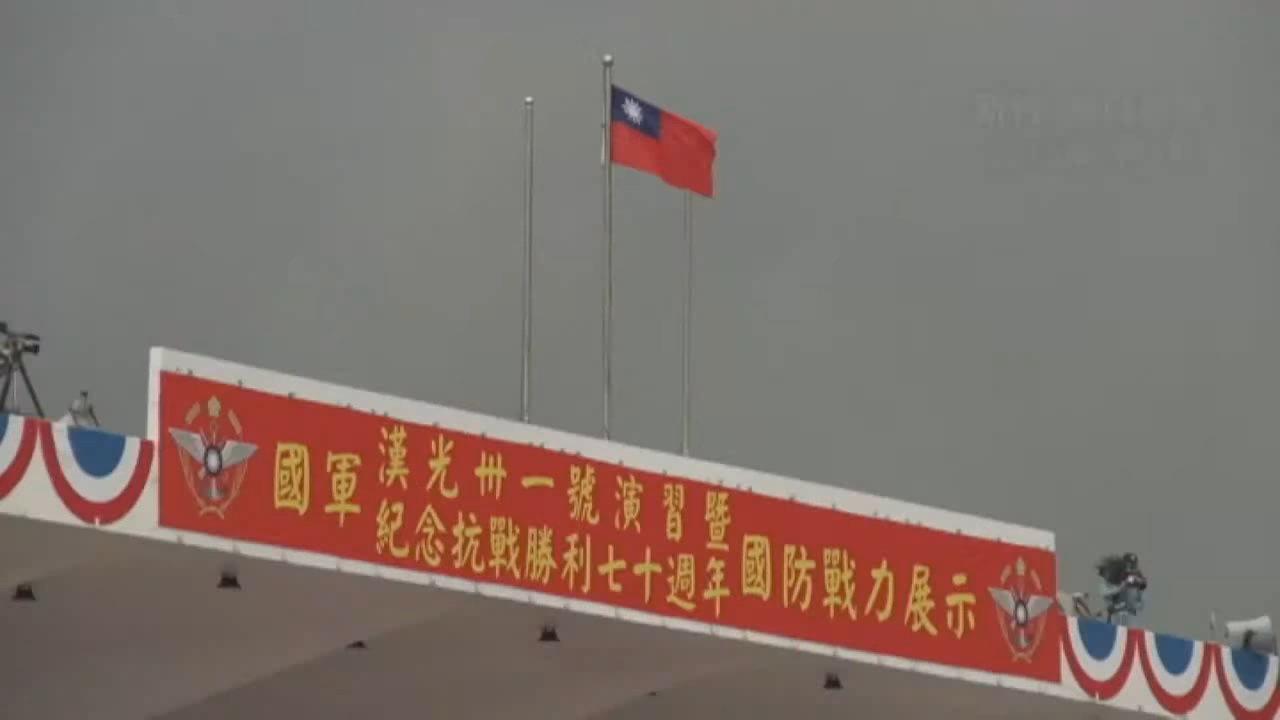 國軍
漢光卅一號演習暨
紀念抗戰勝利七十週年
國防戰力展示